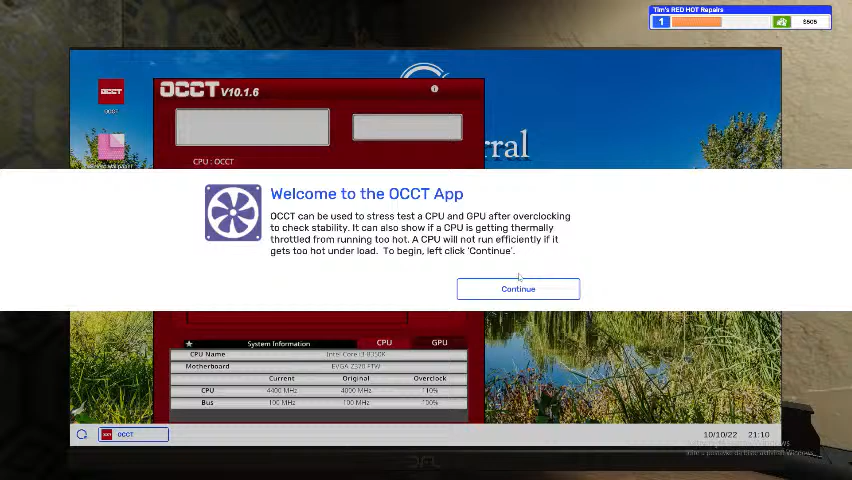 Tim's RED HOT Repairs
1
$505
OCCT V10.1.6
OCCT
CPU : OCCT
Welcome to the OCCT App
OCCT can be used to stress test a CPU and GPU after overclocking
to check stability. It can also show if a CPU is getting thermally
throttled from running too hot. A CPU will not run efficiently if it
gets too hot under load. To begin, left click 'Continue'.
Continue
System Information CPU GPU
CPU Name Intel Core i3-8350K
Motherboard EVGA Z370 FTW
Current Original Overclock
CPU 4400 MHz 4000 MHz 110%
Bus 100 MHz 100 MHz 100%
OCCT
10/10/22 21:10